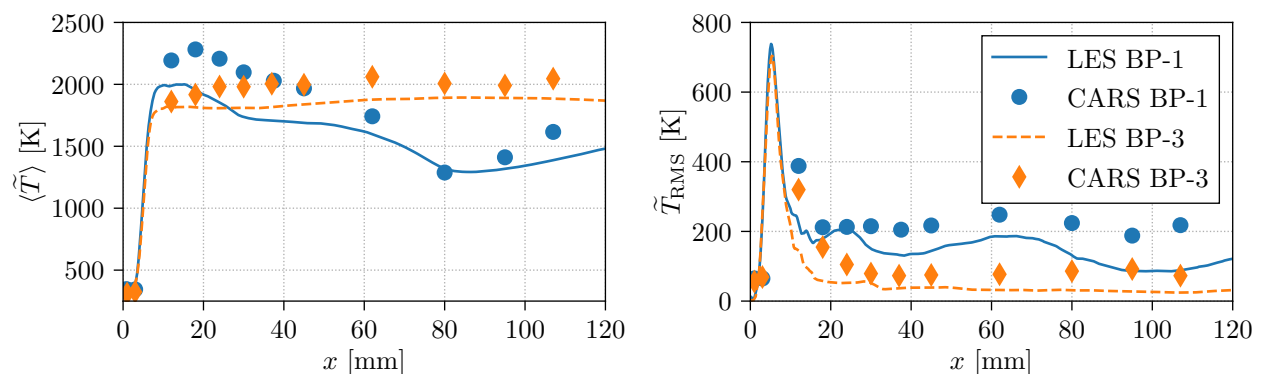 2500
2000
1500
1000
500
⟨T̃⟩ [K]
0 20 40 60 80 100 120
x [mm]
800
600
400
200
0
T̃RMS [K]
0 20 40 60 80 100 120
x [mm]
LES BP-1
CARS BP-1
LES BP-3
CARS BP-3